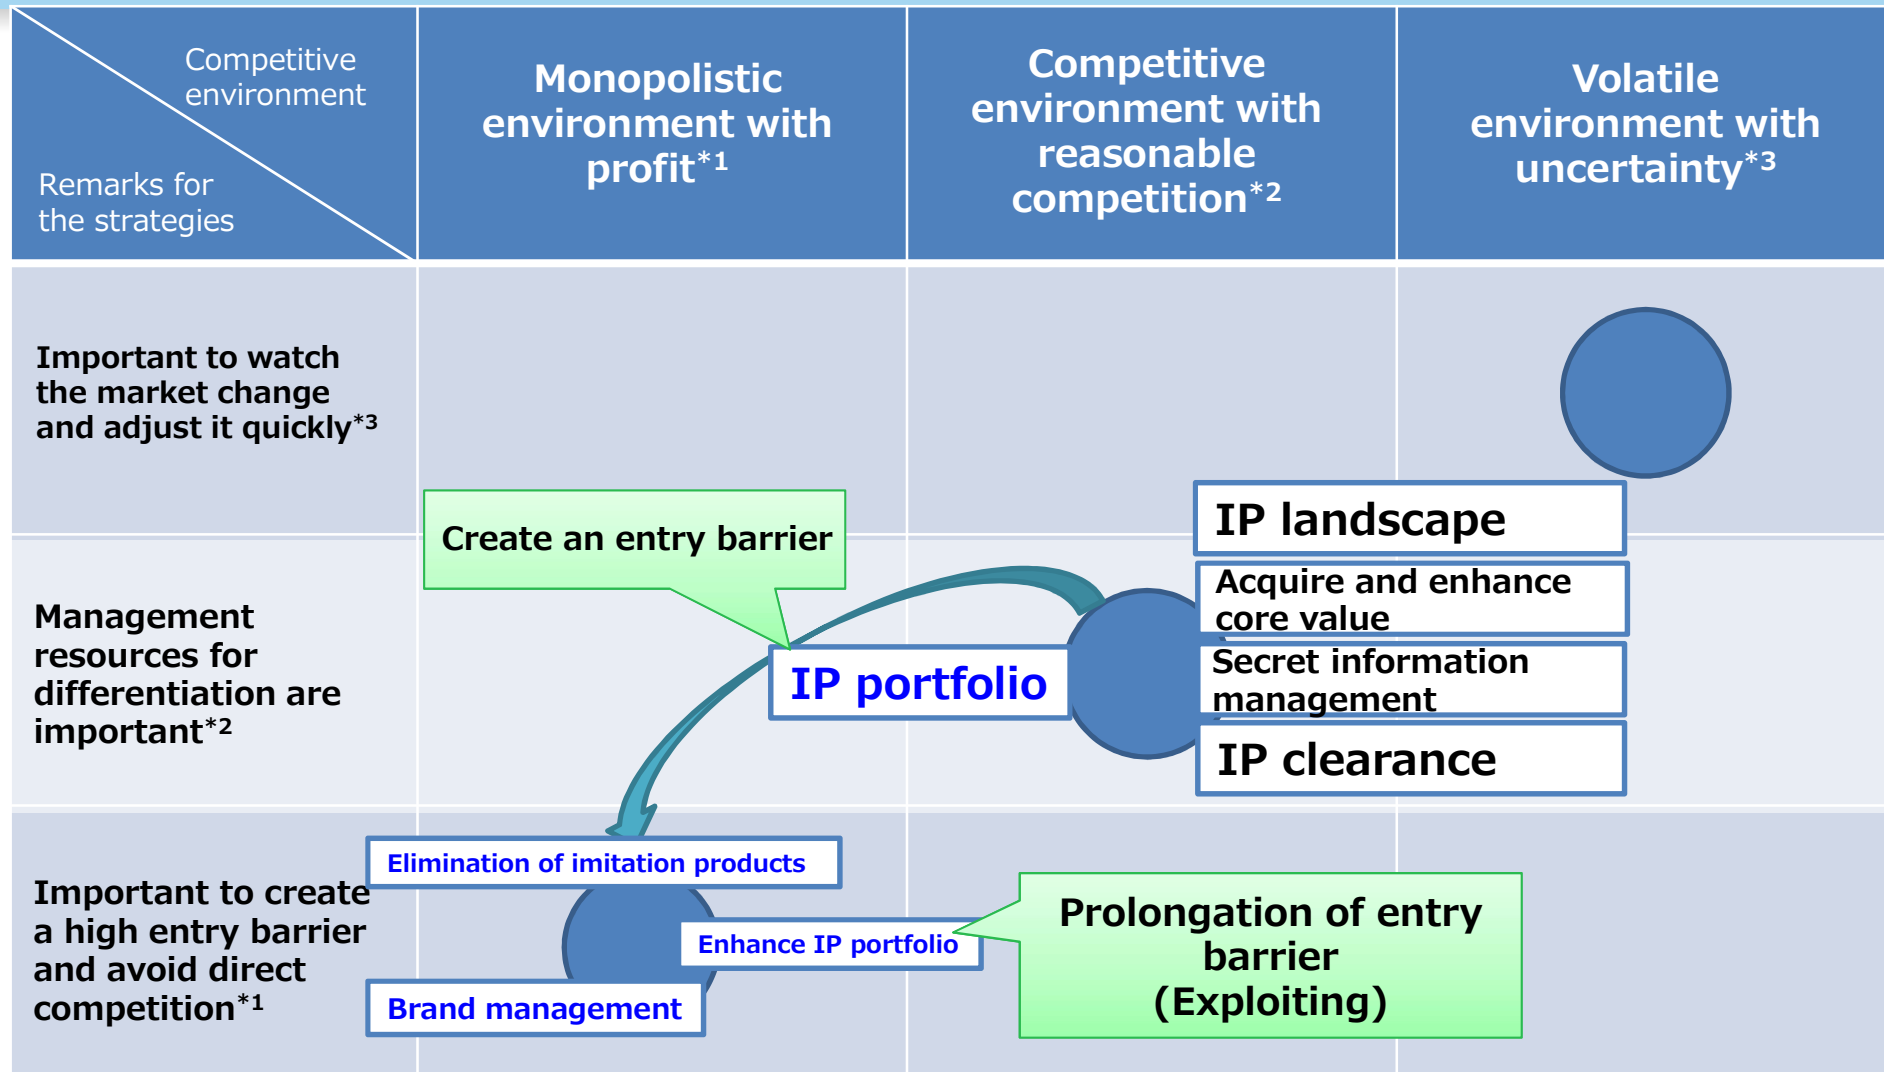 Competitive
environment
Remarks for
the strategies
Monopolistic
environment with
profit*1
Competitive
environment with
reasonable
competition*2
Volatile
environment with
uncertainty*3
Important to watch
the market change
and adjust it quickly*3
Create an entry barrier
IP landscape
Management
resources for
differentiation are
important*2
IP portfolio
Acquire and enhance
core value
Secret information
management
IP clearance
Important to create
a high entry barrier
and avoid direct
competition*1
Elimination of imitation products
Enhance IP portfolio
Brand management
Prolongation of entry
barrier
(Exploiting)